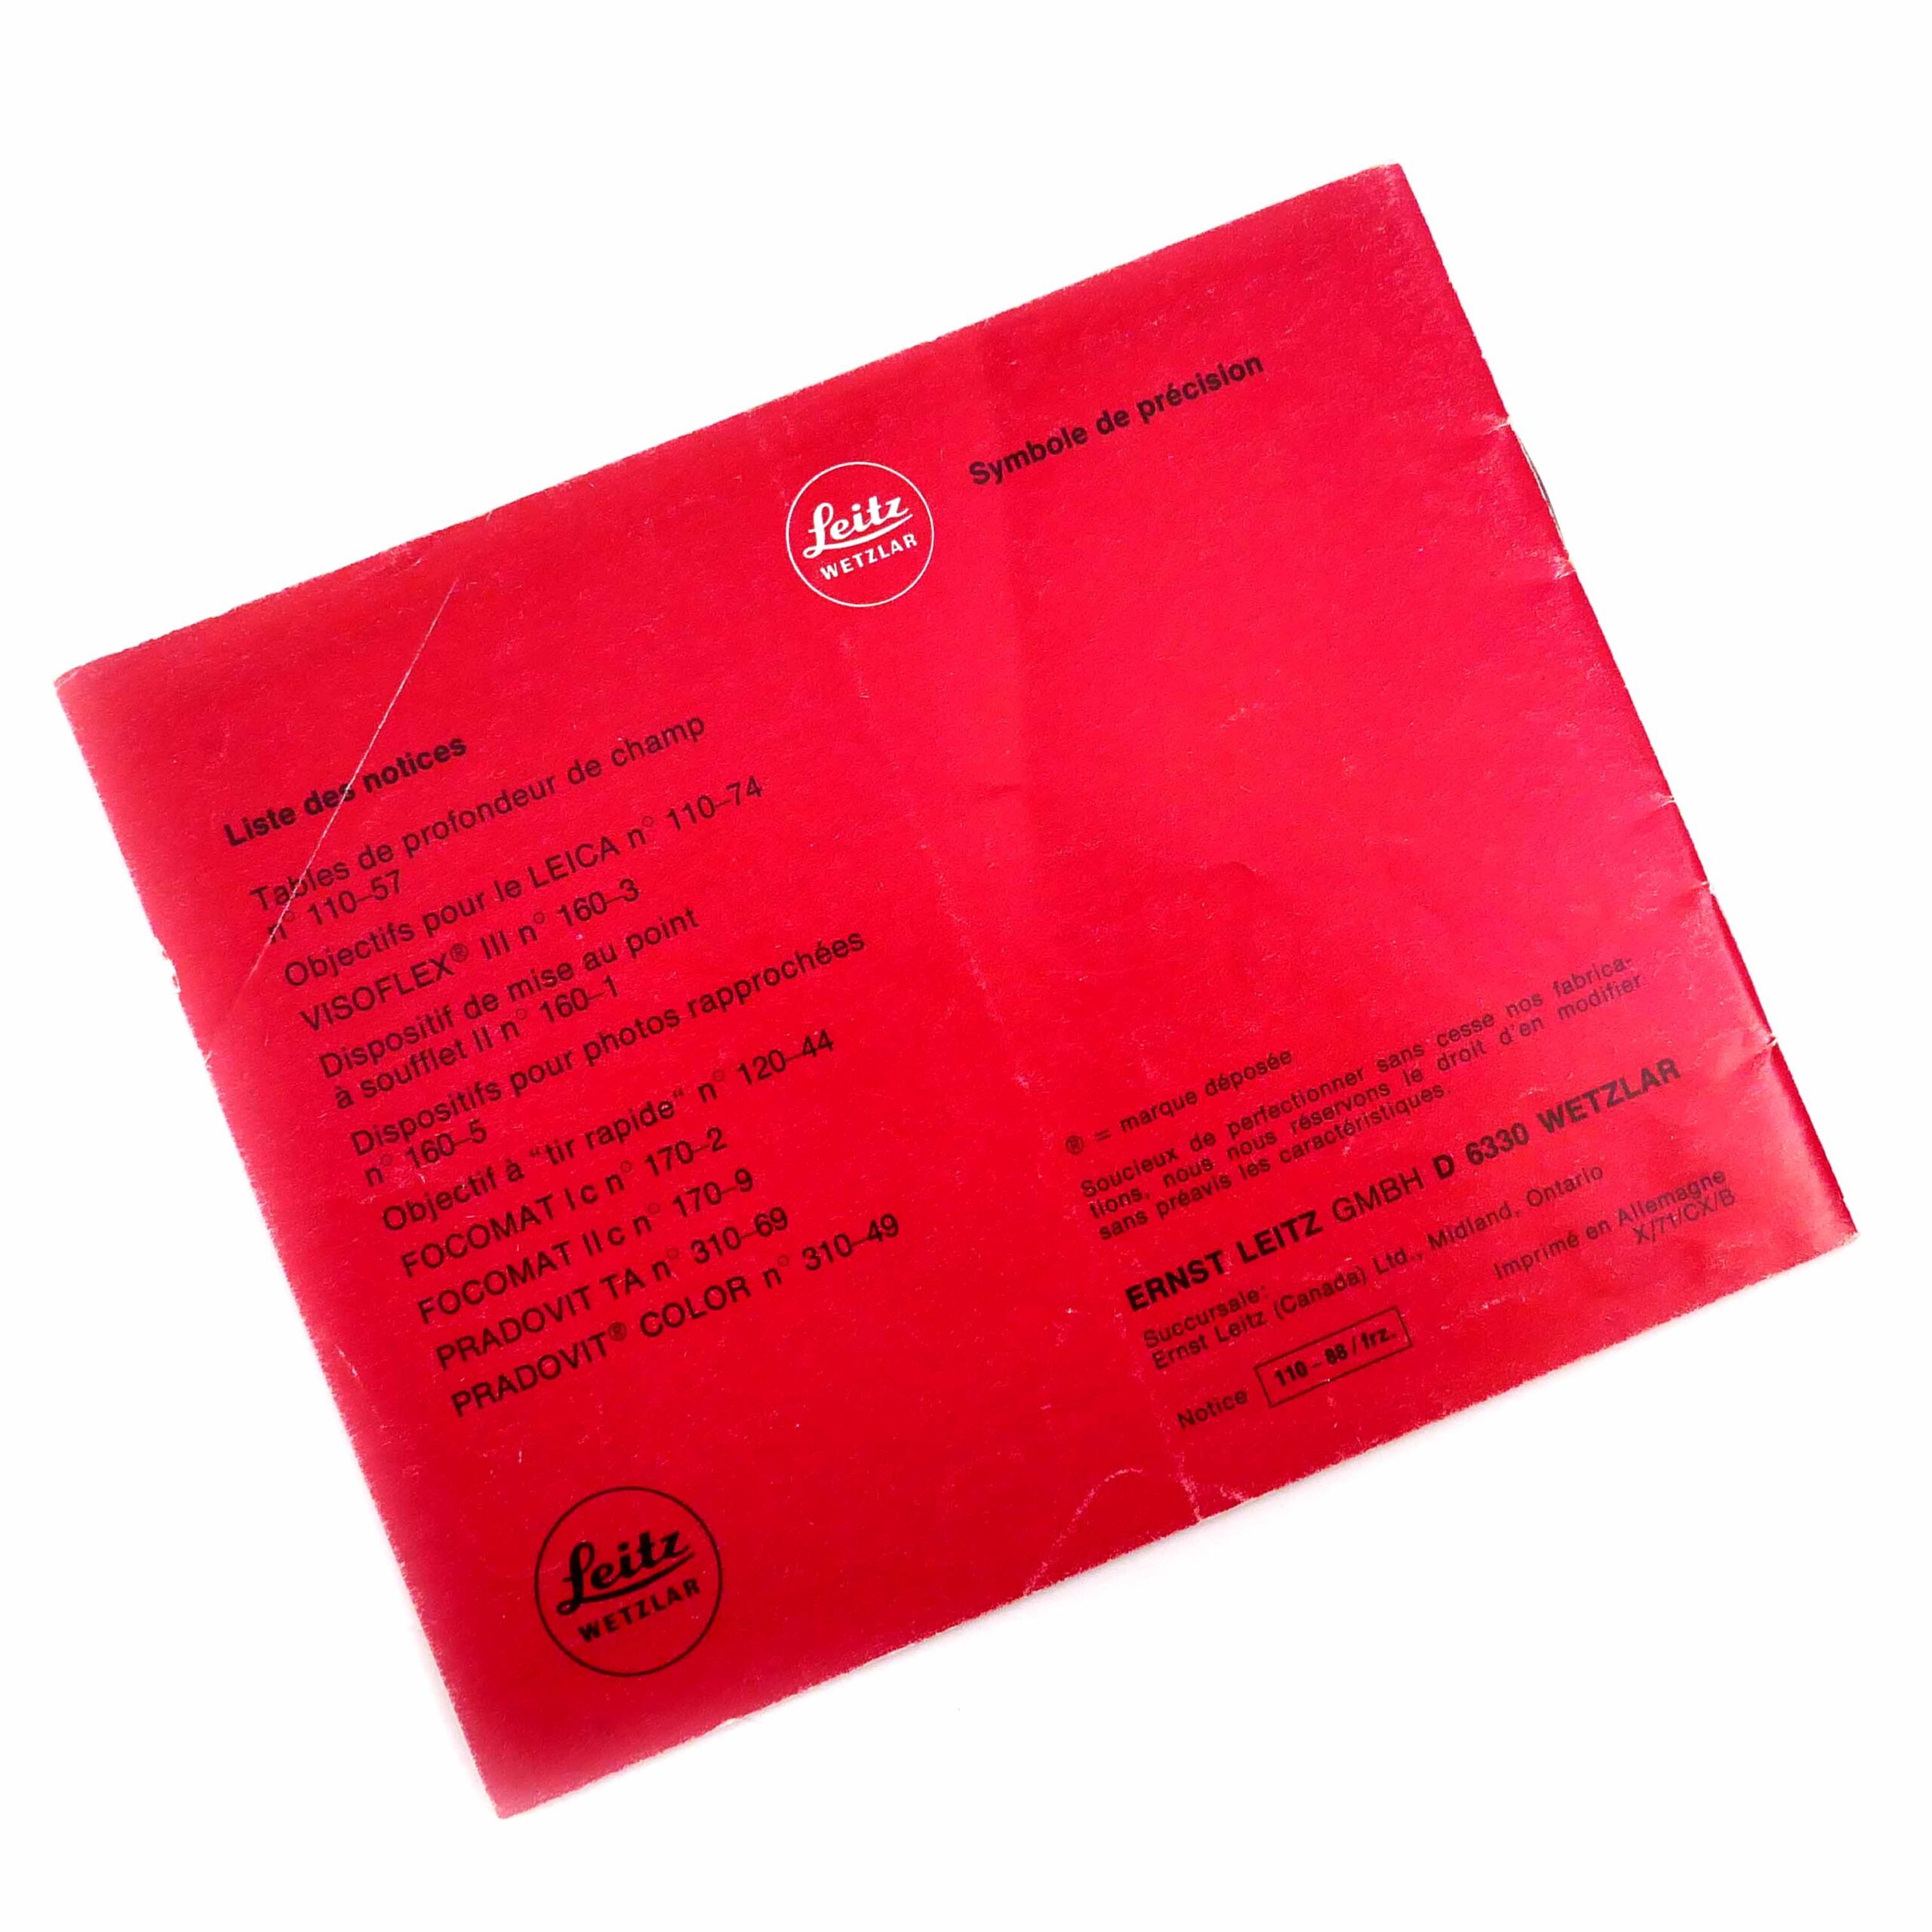 Leitz
WETZLAR
Symbole de précision
Liste des notices
Tables de profondeur de champ
n° 110–57
Objectifs pour le LEICA n° 110–74
VISOFLEX® III n° 160–3
Dispositif de mise au point
à soufflet II n° 160–1
Dispositifs pour photos rapprochées
n° 160–5
Objectif à “tir rapide“ n° 120–44
FOCOMAT I c n° 170–2
FOCOMAT II c n° 170–9
PRADOVIT TA n° 310–69
PRADOVIT® COLOR n° 310–49
Leitz
WETZLAR
® = marque déposée
Soucieux de perfectionner sans cesse nos fabrica-
tions, nous nous réservons le droit d'en modifier
sans préavis les caractéristiques.
ERNST LEITZ GMBH D 6330 WETZLAR
Succursale:
Ernst Leitz (Canada) Ltd., Midland, Ontario
Imprimé en Allemagne
X/71/CX/B
Notice 110–88/frz.